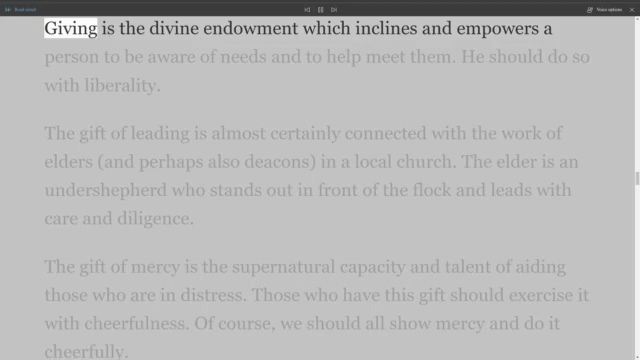 Read aloud
Voice options
Giving is the divine endowment which inclines and empowers a
person to be aware of needs and to help meet them. He should do so
with liberality.
The gift of leading is almost certainly connected with the work of
elders (and perhaps also deacons) in a local church. The elder is an
undershepherd who stands out in front of the flock and leads with
care and diligence.
The gift of mercy is the supernatural capacity and talent of aiding
those who are in distress. Those who have this gift should exercise it
with cheerfulness. Of course, we should all show mercy and do it
cheerfully.